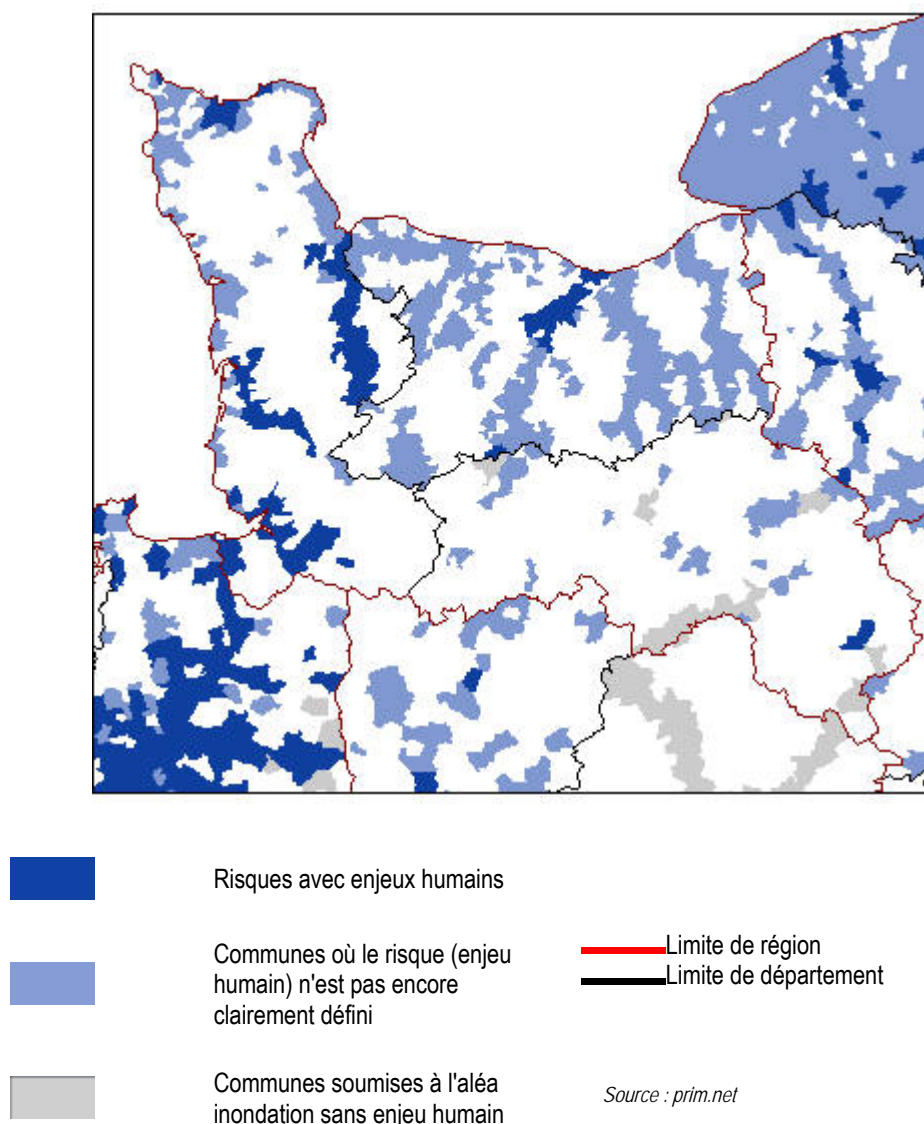 Risques avec enjeux humains
Communes où le risque (enjeu
humain) n'est pas encore
clairement défini
Limite de région
Limite de département
Communes soumises à l'aléa
inondation sans enjeu humain
Source : prim.net